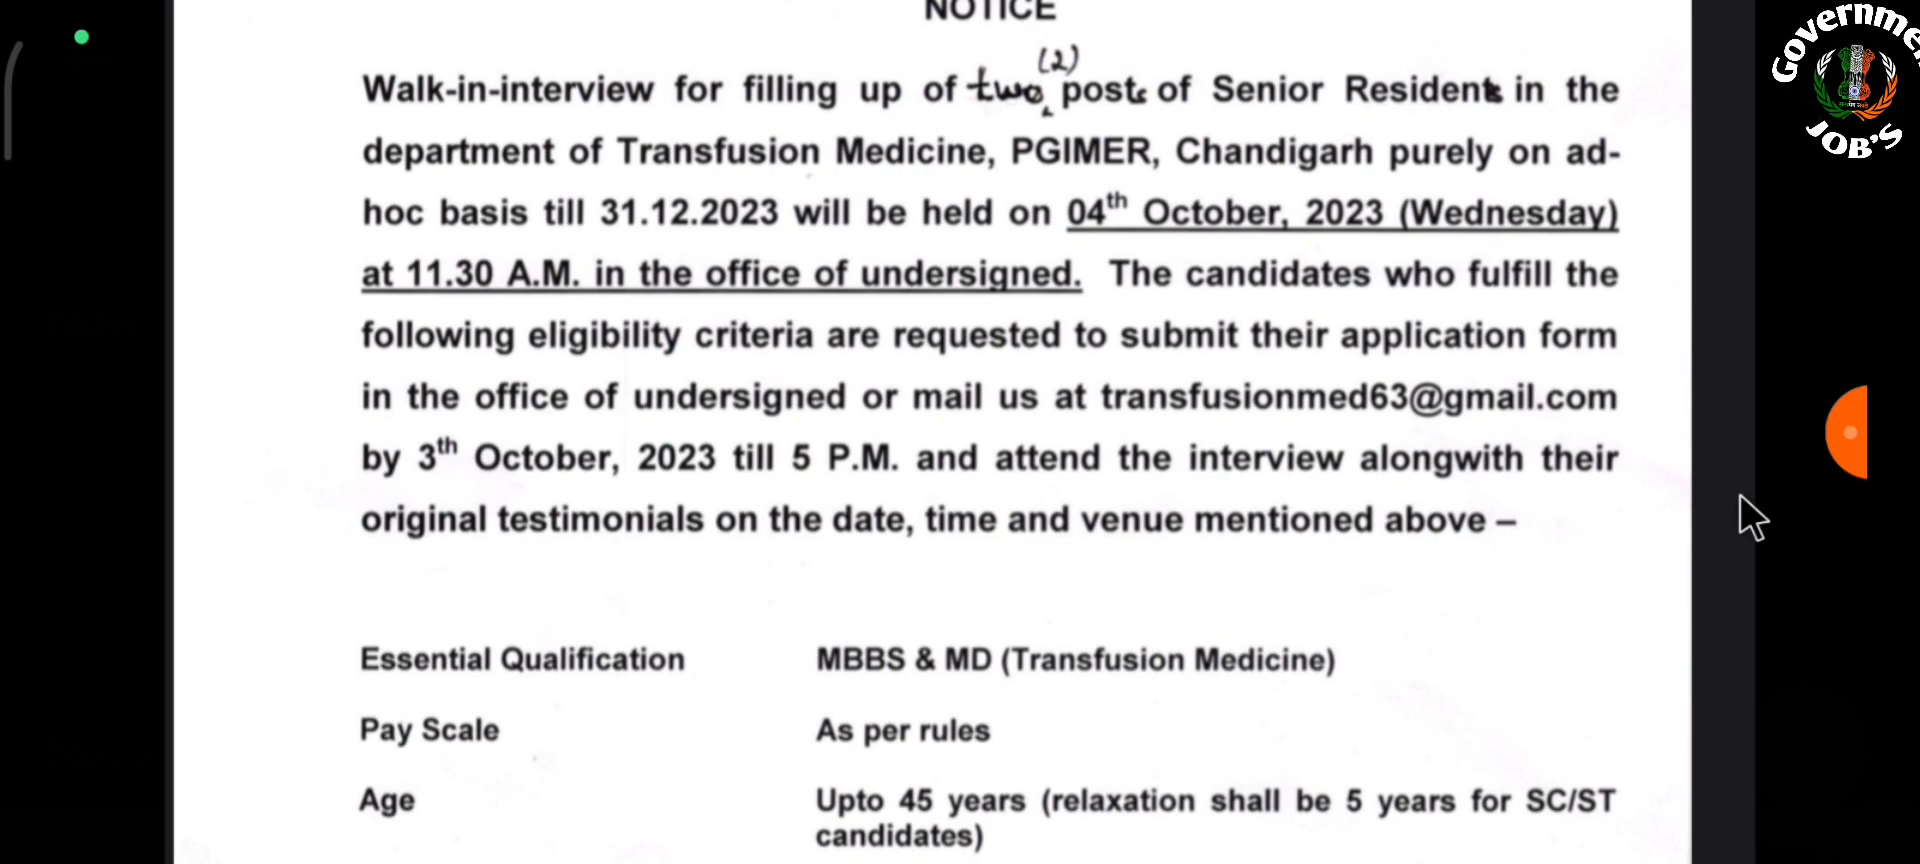 NOTICE
(2)
Walk-in-interview for filling up of two posts of Senior Residents in the
department of Transfusion Medicine, PGIMER, Chandigarh purely on ad-
hoc basis till 31.12.2023 will be held on 04th October, 2023 (Wednesday)
at 11.30 A.M. in the office of undersigned. The candidates who fulfill the
following eligibility criteria are requested to submit their application form
in the office of undersigned or mail us at transfusionmed63@gmail.com
by 3th October, 2023 till 5 P.M. and attend the interview alongwith their
original testimonials on the date, time and venue mentioned above –
Essential Qualification MBBS & MD (Transfusion Medicine)
Pay Scale As per rules
Age Upto 45 years (relaxation shall be 5 years for SC/ST
candidates)
Governme
JOB'S